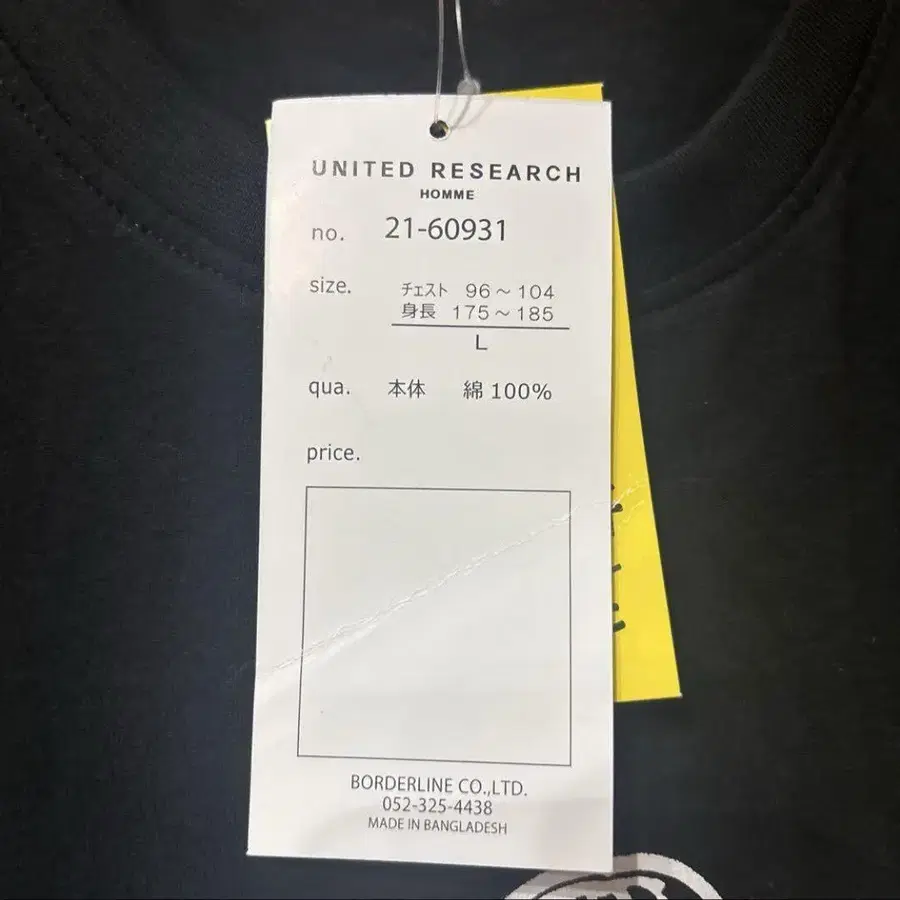 UNITED RESEARCH
HOMME
no. 21-60931
size. チェスト 96～104
身長 175～185
L
qua. 本体 綿 100%
price.
BORDERLINE CO.,LTD.
052-325-4438
MADE IN BANGLADESH